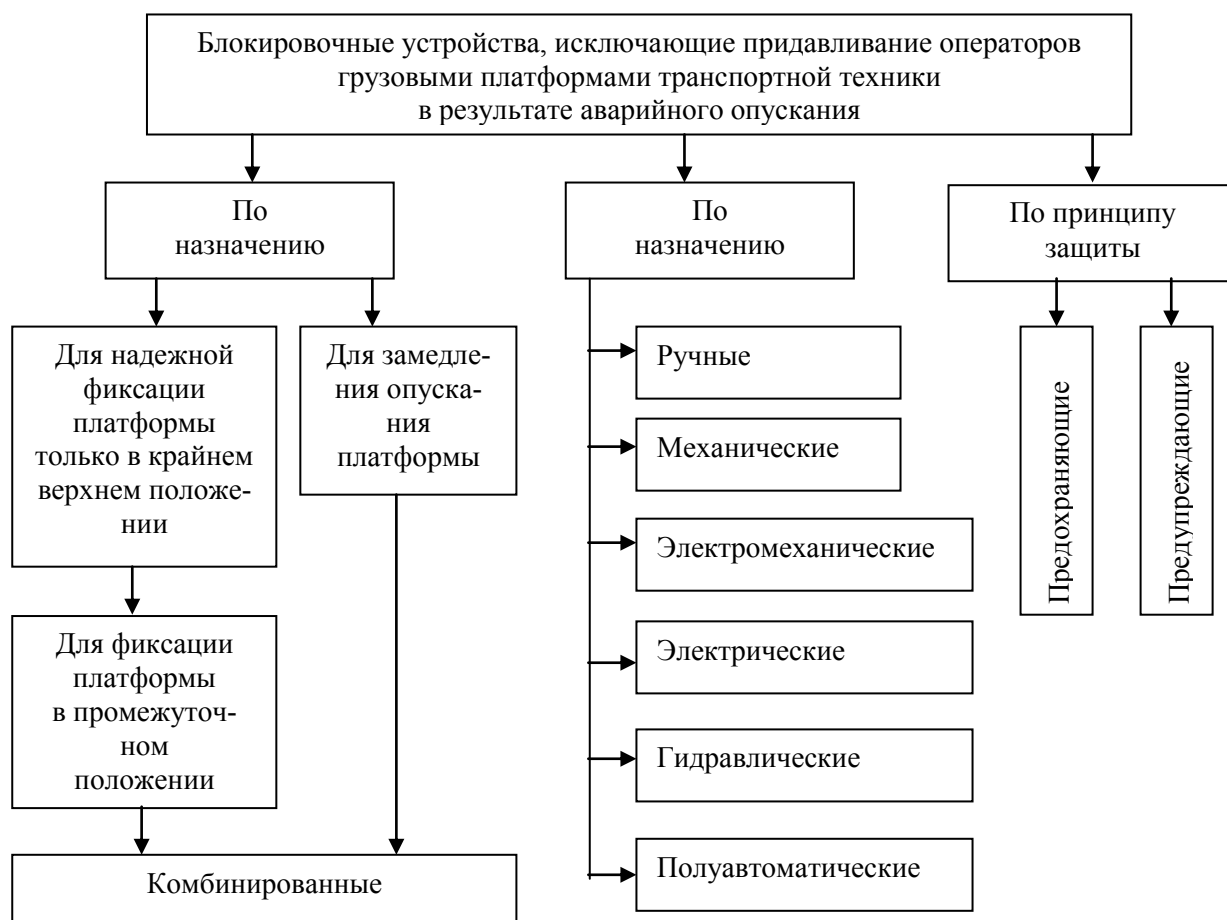 Блокировочные устройства, исключающие придавливание операторов
грузовыми платформами транспортной техники
в результате аварийного опускания
По
назначению
По
назначению
По принципу
защиты
Для надежной
фиксации
платформы
только в крайнем
верхнем положе-
нии
Для замедле-
ния опуска-
ния
платформы
Для фиксации
платформы
в промежуточ-
ном
положении
Комбинированные
Ручные
Механические
Электромеханические
Электрические
Гидравлические
Полуавтоматические
Предохраняющие
Предупреждающие